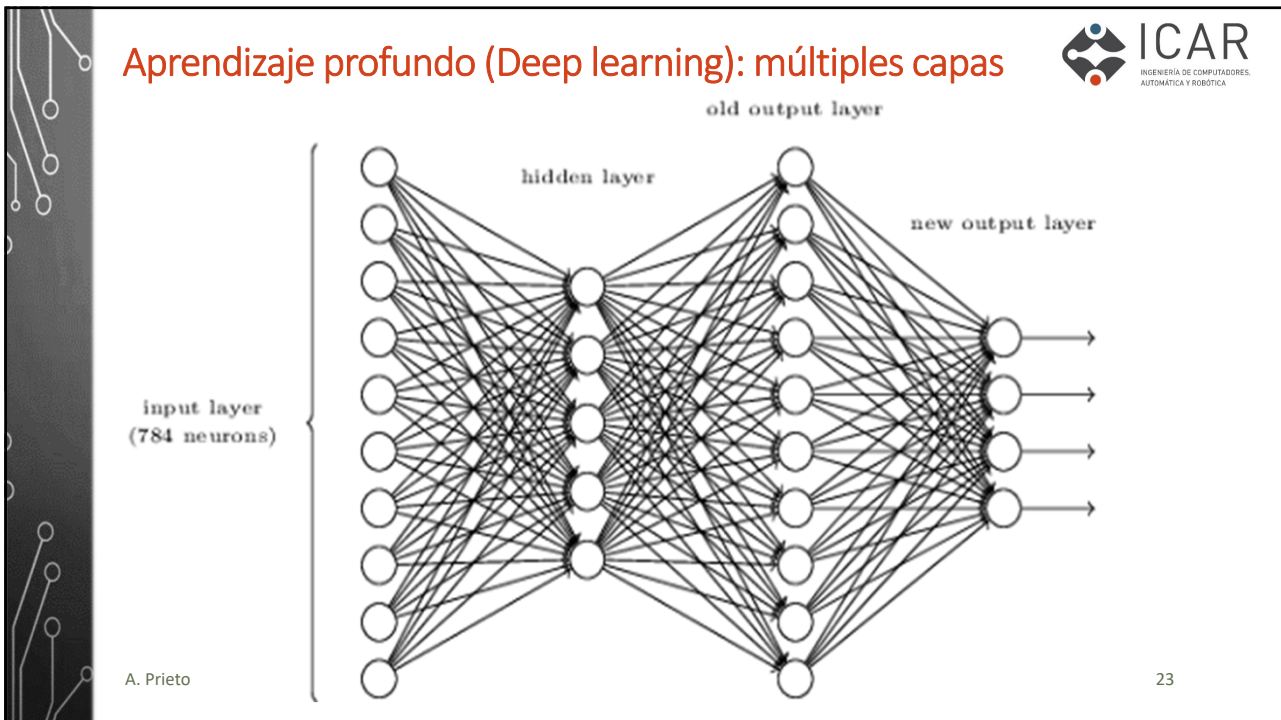 Aprendizaje profundo (Deep learning): múltiples capas
ICAR
INGENIERÍA DE COMPUTADORES,
AUTOMÁTICA Y ROBÓTICA
old output layer
hidden layer
new output layer
input layer
(784 neurons)
A. Prieto
23